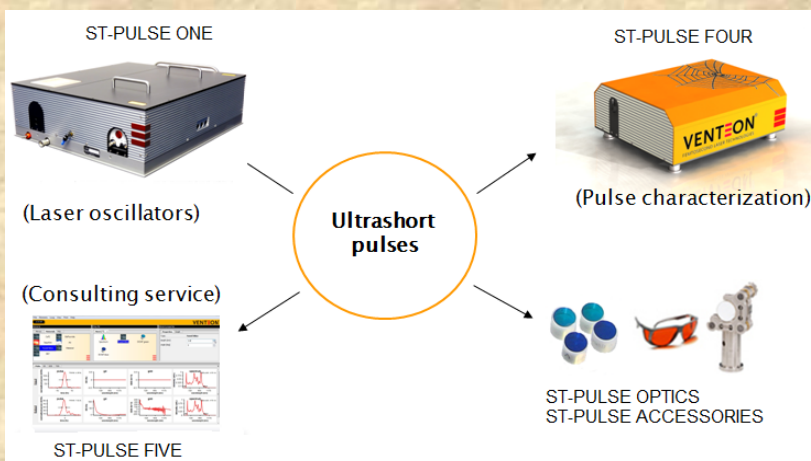 ST-PULSE ONE
ST-PULSE FOUR
VENTEON
(Laser oscillators)
Ultrashort
pulses
(Pulse characterization)
(Consulting service)
VENTEON
ST-PULSE OPTICS
ST-PULSE ACCESSORIES
ST-PULSE FIVE